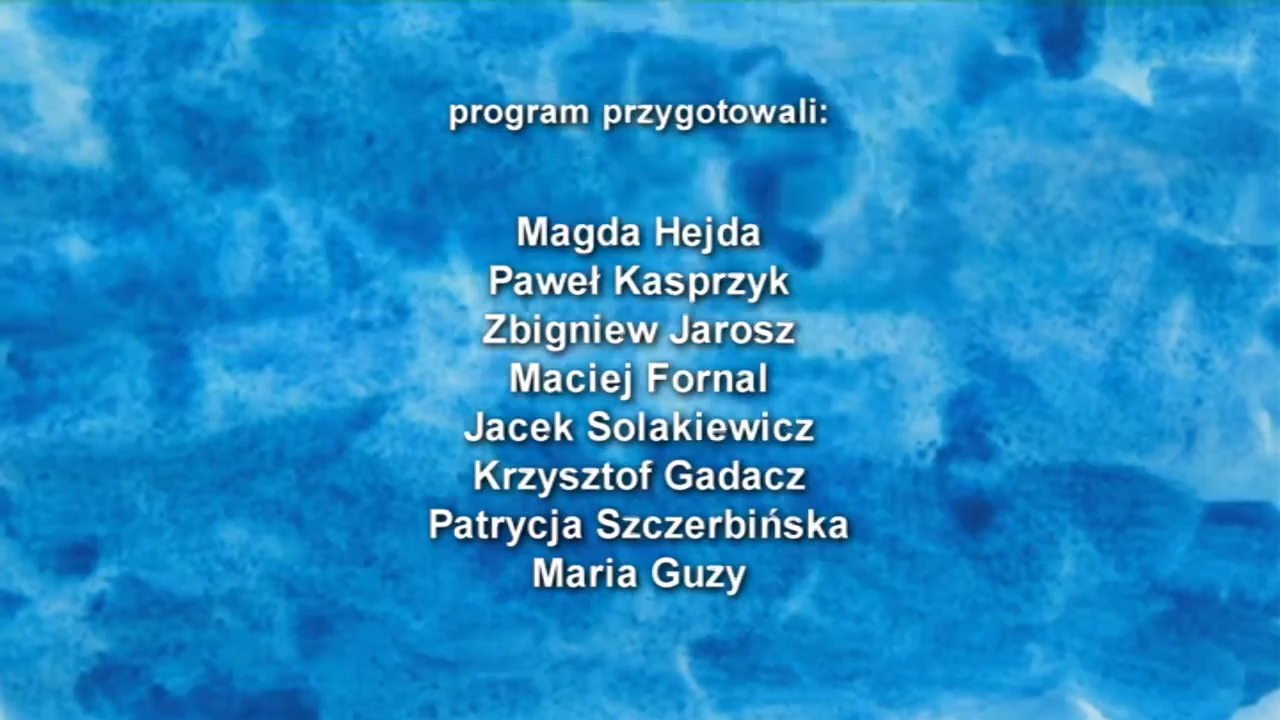 program przygotowali:
Magda Hejda
Paweł Kasprzyk
Zbigniew Jarosz
Maciej Fornal
Jacek Solakiewicz
Krzysztof Gadacz
Patrycja Szczerbińska
Maria Guzy